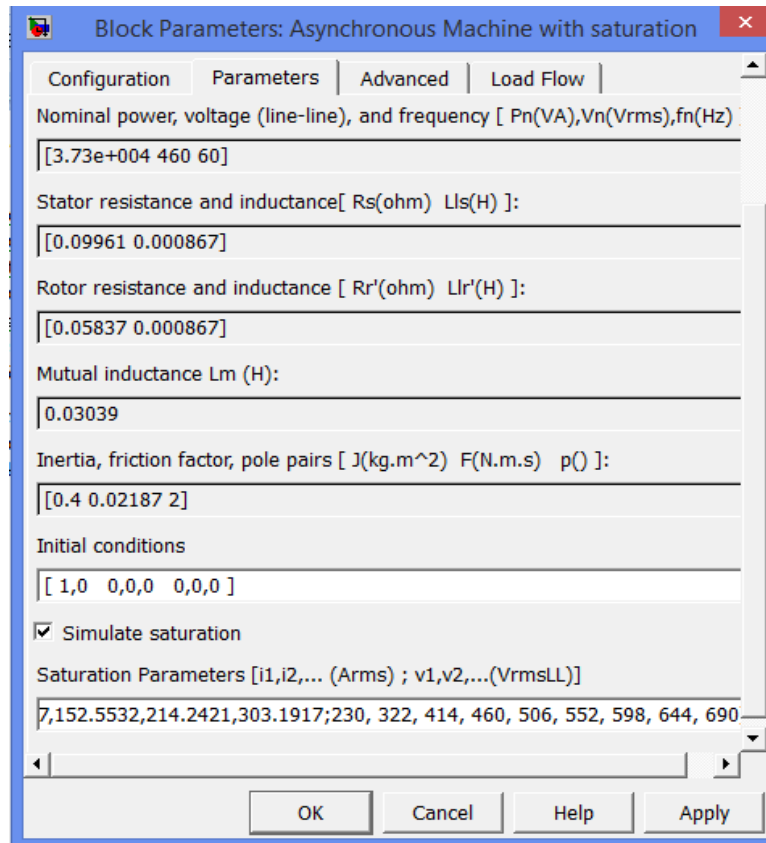 Block Parameters: Asynchronous Machine with saturation
Configuration Parameters Advanced Load Flow
Nominal power, voltage (line-line), and frequency [ Pn(VA),Vn(Vrms),fn(Hz) ]
[3.73e+004 460 60]
Stator resistance and inductance[ Rs(ohm) Lls(H) ]:
[0.09961 0.000867]
Rotor resistance and inductance [ Rr'(ohm) Llr'(H) ]:
[0.05837 0.000867]
Mutual inductance Lm (H):
0.03039
Inertia, friction factor, pole pairs [ J(kg.m^2) F(N.m.s) p() ]:
[0.4 0.02187 2]
Initial conditions
[ 1,0 0,0,0 0,0,0 ]
Simulate saturation
Saturation Parameters [i1,i2,... (Arms) ; v1,v2,...(VrmsLL)]
7,152.5532,214.2421,303.1917;230, 322, 414, 460, 506, 552, 598, 644, 690
OK Cancel Help Apply